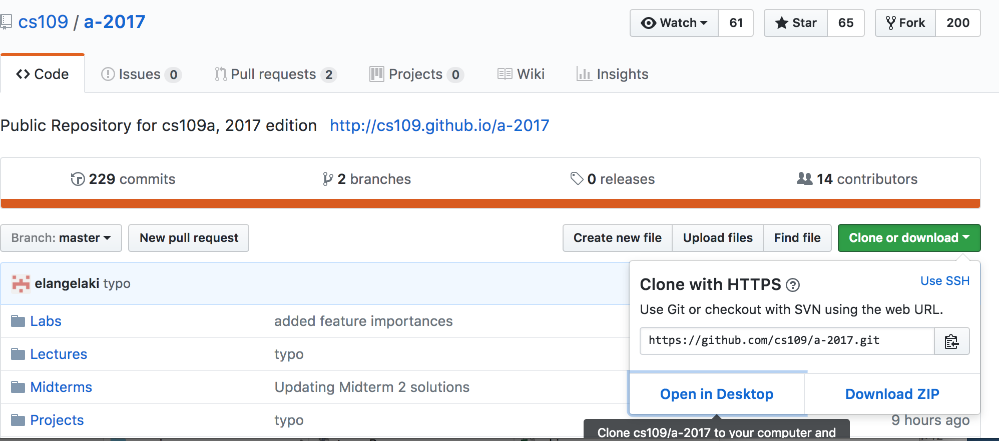 cs109 / a-2017
Watch 61 Star 65 Fork 200
Code Issues 0 Pull requests 2 Projects 0 Wiki Insights
Public Repository for cs109a, 2017 edition http://cs109.github.io/a-2017
229 commits 2 branches 0 releases 14 contributors
Branch: master New pull request Create new file Upload files Find file Clone or download
elangelaki typo
Clone with HTTPS ? Use SSH
Use Git or checkout with SVN using the web URL.
https://github.com/cs109/a-2017.git
Open in Desktop Download ZIP
Labs added feature importances
Lectures typo
Midterms Updating Midterm 2 solutions
Projects typo 9 hours ago
Clone cs109/a-2017 to your computer and